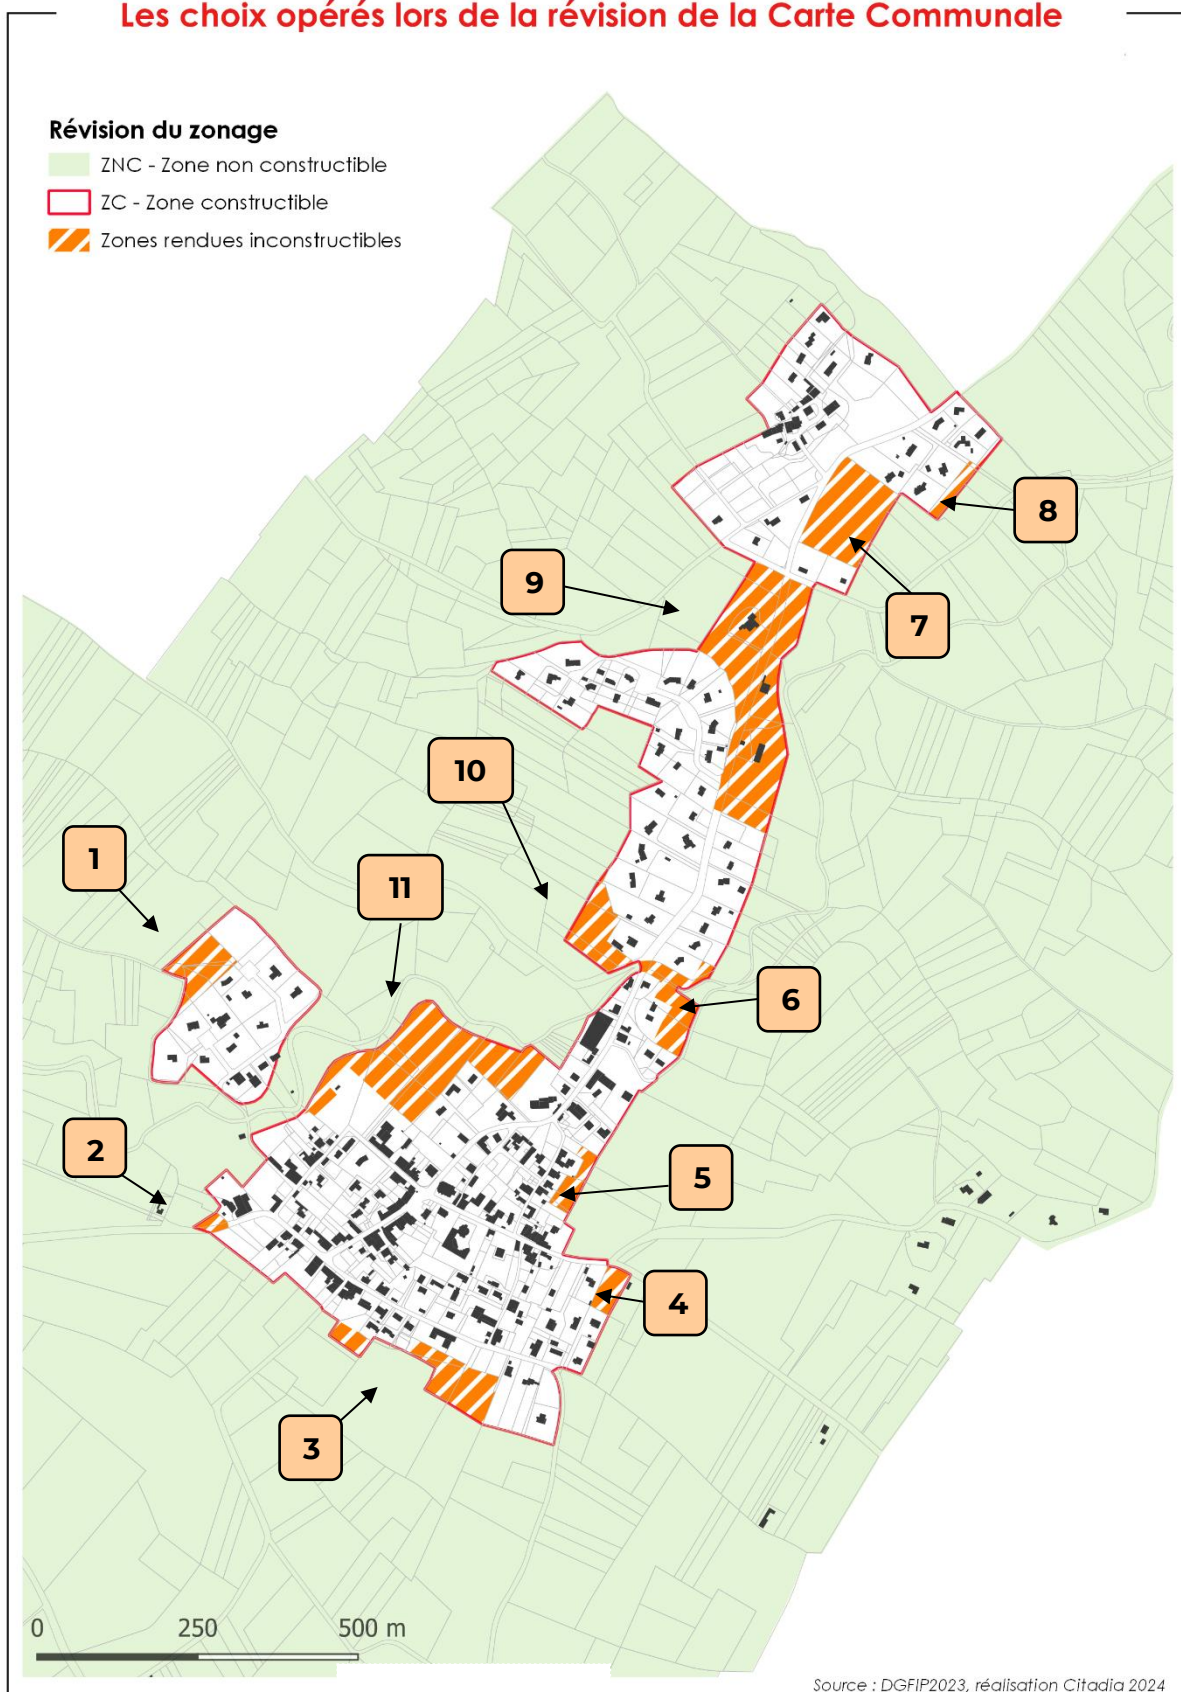 Les choix opérés lors de la révision de la Carte Communale
Révision du zonage
ZNC - Zone non constructible
ZC - Zone constructible
Zones rendues inconstructibles
8
9
7
10
1
11
6
2
5
4
3
0 250 500 m
Source : DGFIP2023, réalisation Citadia 2024